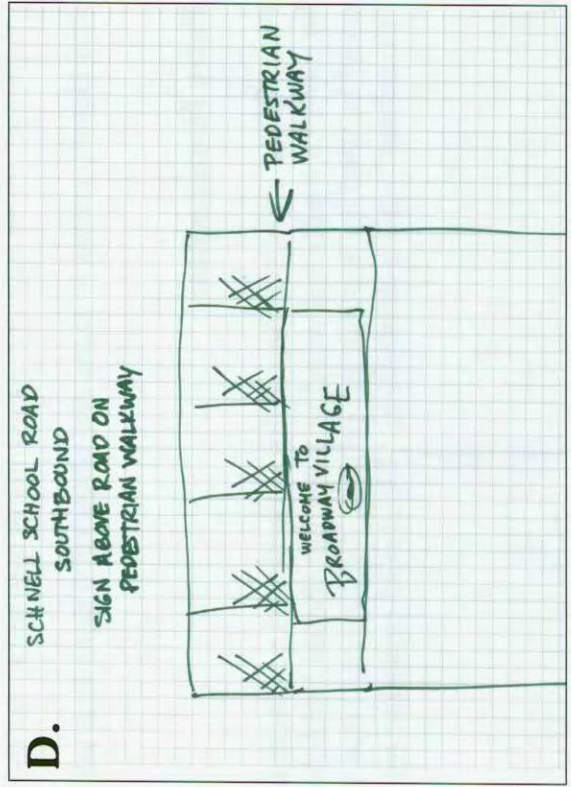 D.
SCHNELL SCHOOL ROAD
SOUTHBOUND
SIGN ABOVE ROAD ON
PEDESTRIAN WALKWAY
PEDESTRIAN
WALKWAY
WELCOME TO
BROADWAY VILLAGE